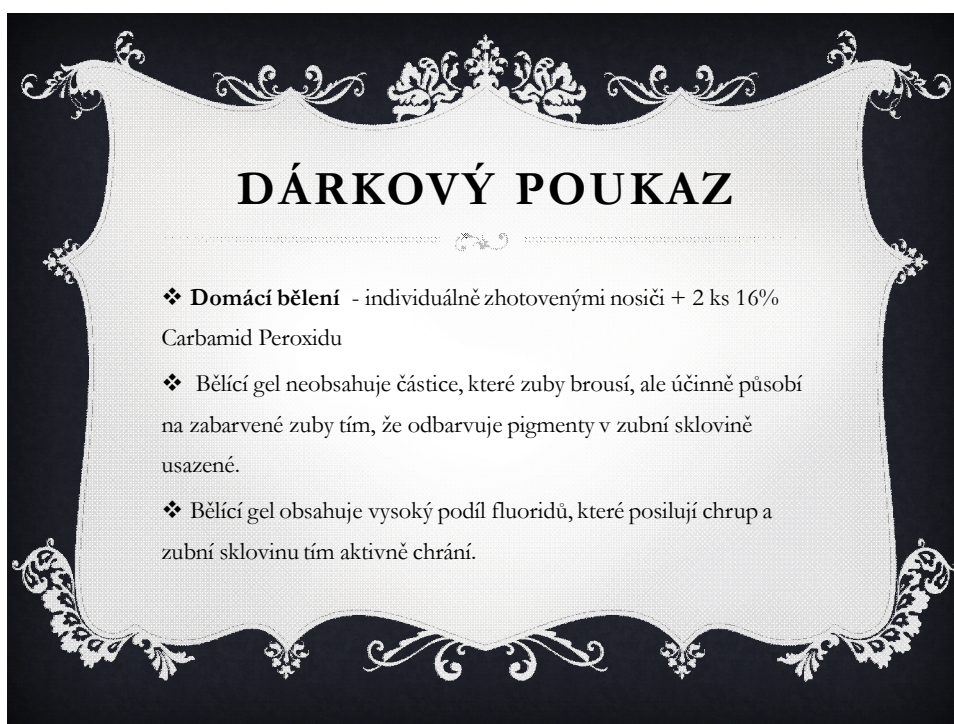 DÁRKOVÝ POUKAZ
❖ Domácí bělení - individuálně zhotovenými nosiči + 2 ks 16%
Carbamid Peroxidu
❖ Bělící gel neobsahuje částice, které zuby brousí, ale účinně působí
na zabarvené zuby tím, že odbarvuje pigmenty v zubní sklovině
usazené.
❖ Bělící gel obsahuje vysoký podíl fluoridů, které posilují chrup a
zubní sklovinu tím aktivně chrání.